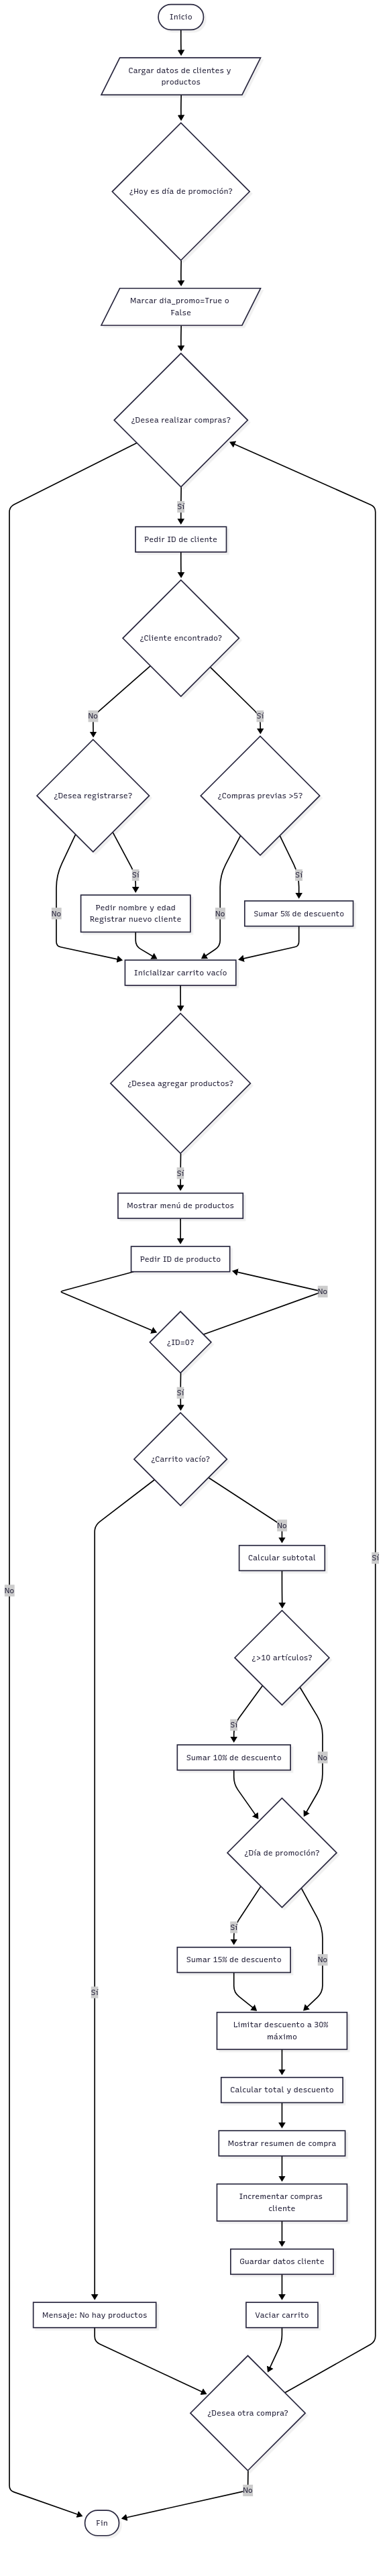 Inicio
Cargar datos de clientes y
productos
¿Hoy es día de promoción?
Marcar dia_promo=True o
False
¿Desea realizar compras?
Sí
Pedir ID de cliente
¿Cliente encontrado?
No
Sí
¿Desea registrarse?
¿Compras previas >5?
Sí
Sí
No
Pedir nombre y edad
Registrar nuevo cliente
No
Sumar 5% de descuento
Inicializar carrito vacío
¿Desea agregar productos?
Sí
Mostrar menú de productos
Pedir ID de producto
No
¿ID=0?
Sí
¿Carrito vacío?
No
Calcular subtotal
Sí
No
¿>10 artículos?
Sí
Sumar 10% de descuento
No
¿Día de promoción?
Sí
Sumar 15% de descuento
No
Sí
Limitar descuento a 30%
máximo
Calcular total y descuento
Mostrar resumen de compra
Incrementar compras
cliente
Guardar datos cliente
Mensaje: No hay productos
Vaciar carrito
¿Desea otra compra?
No
Fin